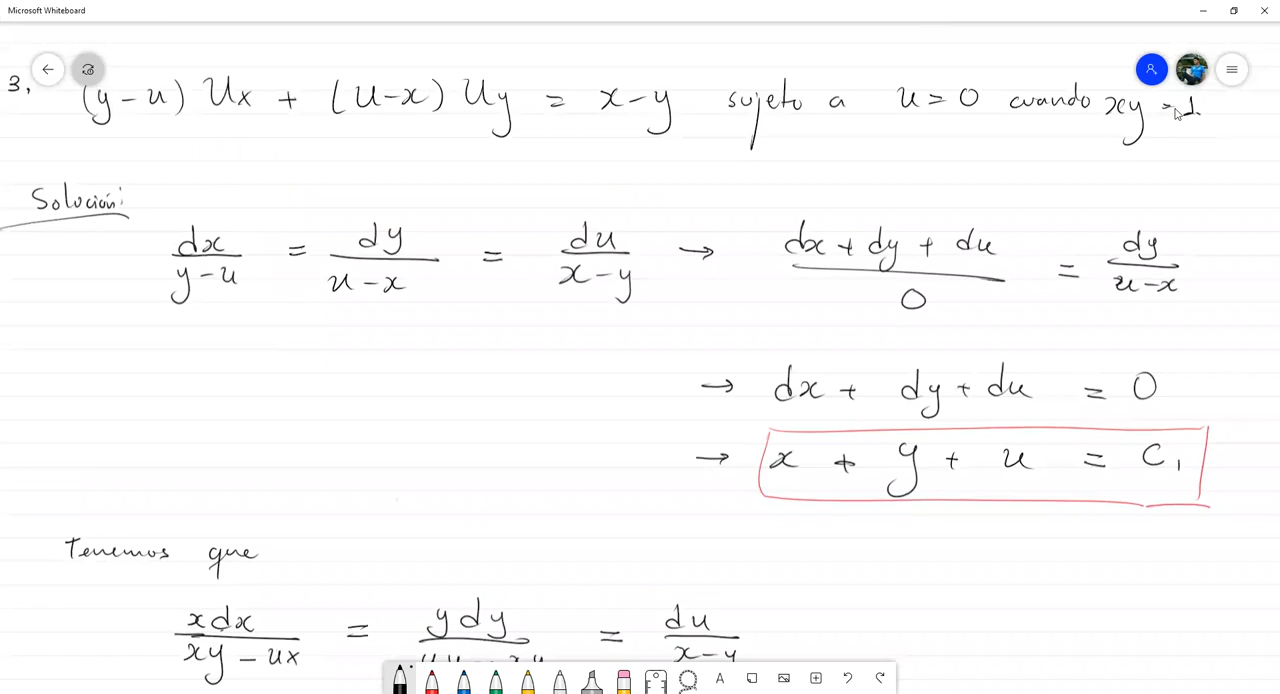 Microsoft Whiteboard
3, (y-u) Ux + (u-x) Uy = x-y sujeto a u=0 cuando xy=1
Solución:
dx/(y-u) = dy/(u-x) = du/(x-y) → (dx+dy+du)/0 = dy/(u-x)
→ dx + dy + du = 0
→ x + y + u = C₁
Tenemos que
xdx/(xy-ux) = ydy/ = du/